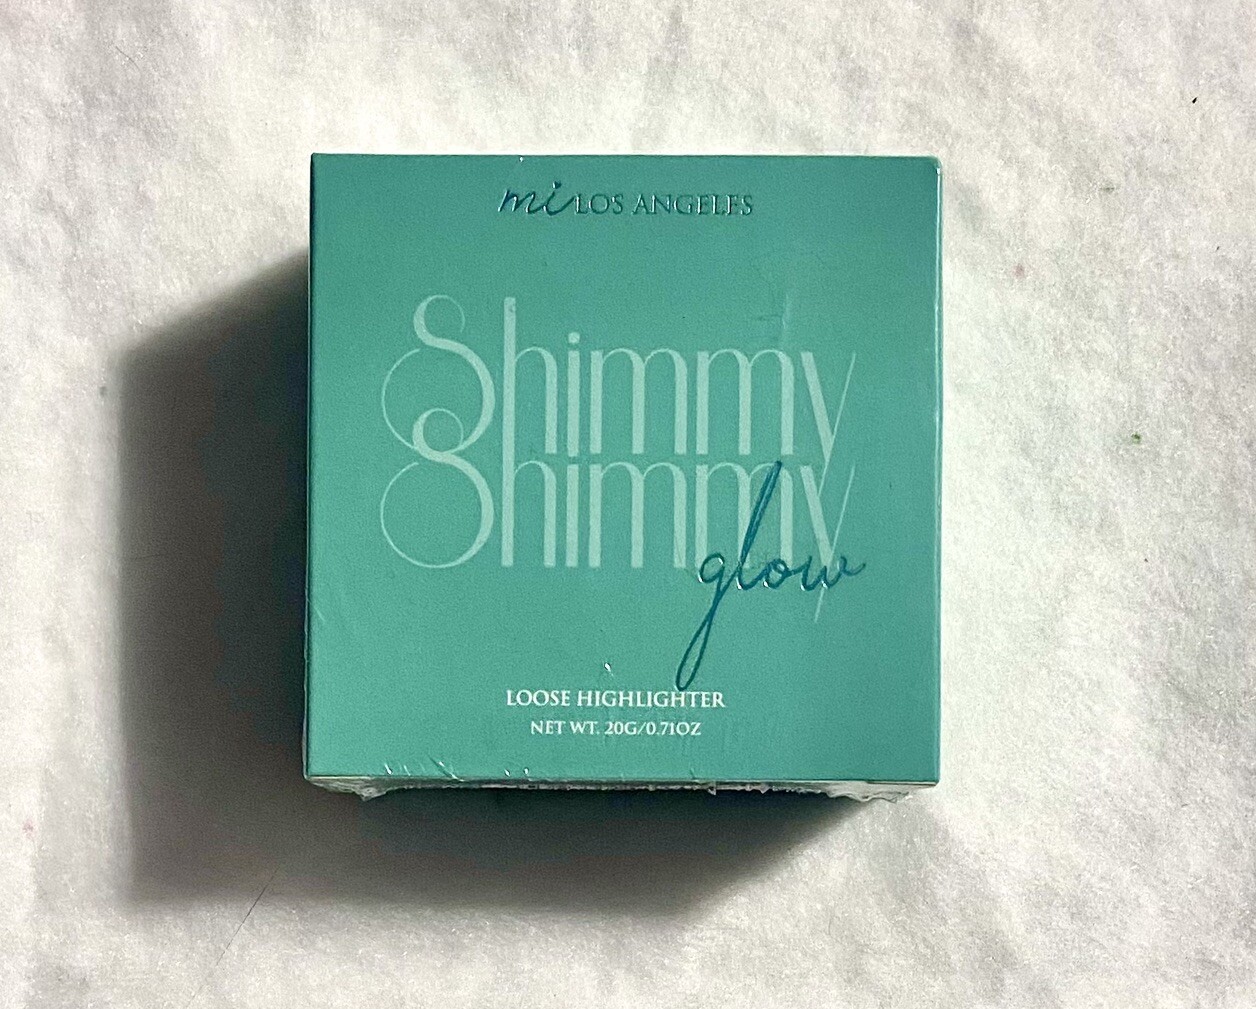 mi LOS ANGELES
Shimmy
Shimmy
glow
LOOSE HIGHLIGHTER
NET WT. 20G/0.71OZ